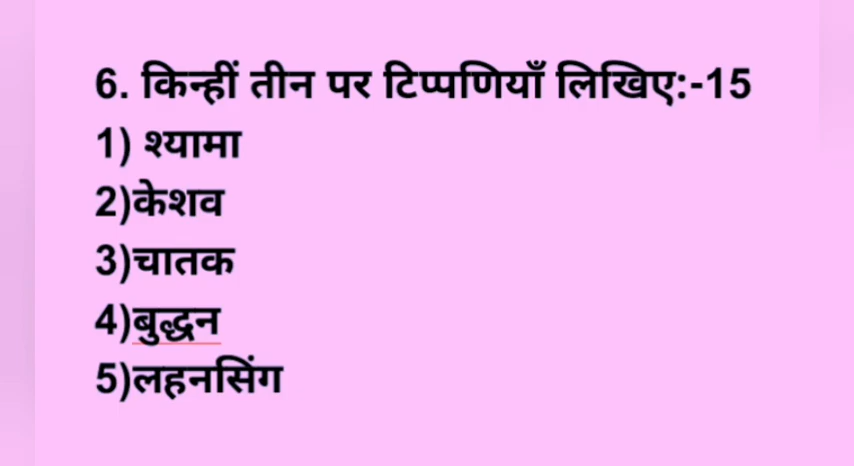 6. किन्हीं तीन पर टिप्पणियाँ लिखिए:-15
1) श्यामा
2)केशव
3)चातक
4)बुद्धन
5)लहनसिंग